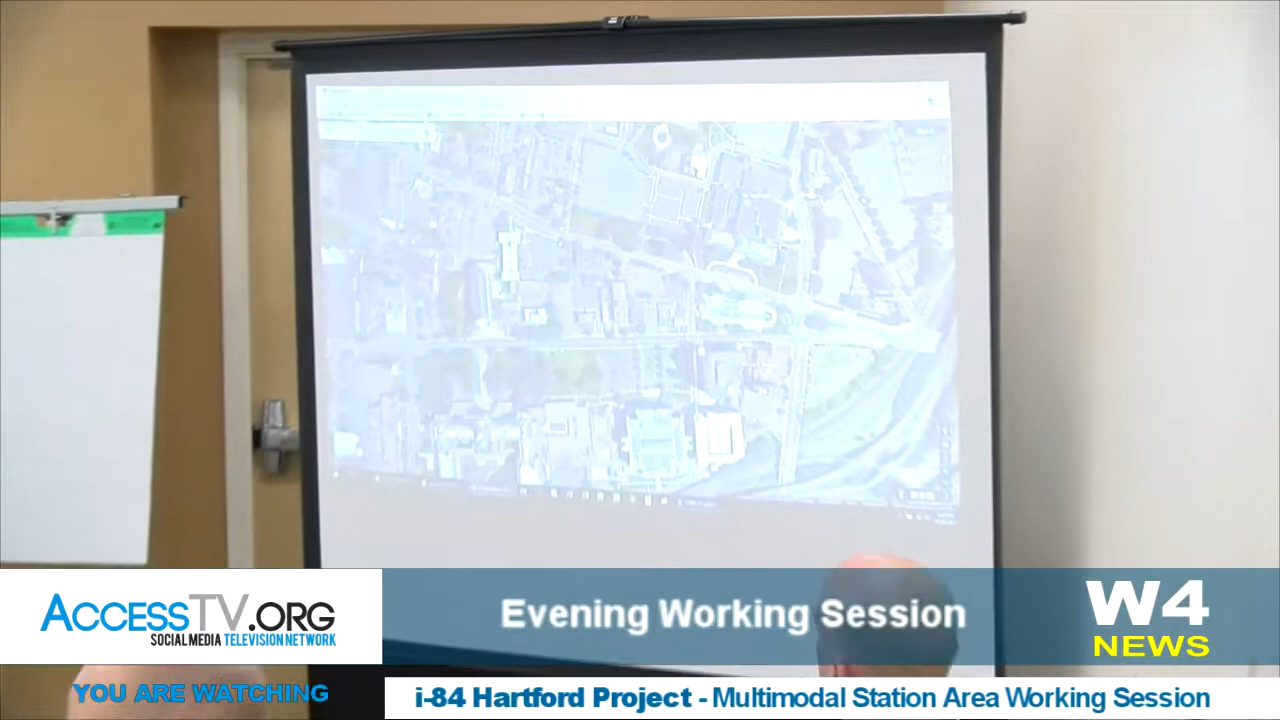 ACCESSTV.ORG
SOCIAL MEDIA TELEVISION NETWORK
Evening Working Session
W4
NEWS
YOU ARE WATCHING
i-84 Hartford Project - Multimodal Station Area Working Session